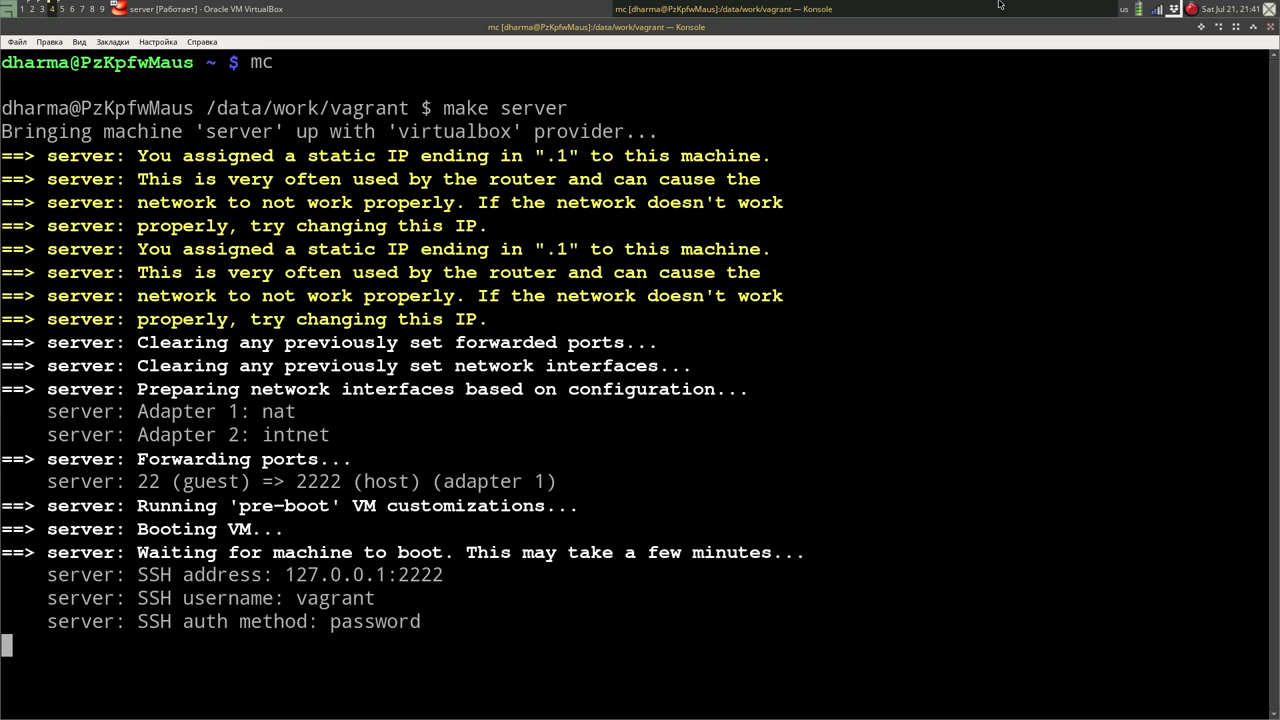 1 2 3 4 5 6 7 8 9 server [Работает] - Oracle VM VirtualBox mc [dharma@PzKpfwMaus]:/data/work/vagrant — Konsole us Sat Jul 21, 21:41
mc [dharma@PzKpfwMaus]:/data/work/vagrant — Konsole
Файл Правка Вид Закладки Настройка Справка
dharma@PzKpfwMaus ~ $ mc
dharma@PzKpfwMaus /data/work/vagrant $ make server
Bringing machine 'server' up with 'virtualbox' provider...
==> server: You assigned a static IP ending in ".1" to this machine.
==> server: This is very often used by the router and can cause the
==> server: network to not work properly. If the network doesn't work
==> server: properly, try changing this IP.
==> server: You assigned a static IP ending in ".1" to this machine.
==> server: This is very often used by the router and can cause the
==> server: network to not work properly. If the network doesn't work
==> server: properly, try changing this IP.
==> server: Clearing any previously set forwarded ports...
==> server: Clearing any previously set network interfaces...
==> server: Preparing network interfaces based on configuration...
server: Adapter 1: nat
server: Adapter 2: intnet
==> server: Forwarding ports...
server: 22 (guest) => 2222 (host) (adapter 1)
==> server: Running 'pre-boot' VM customizations...
==> server: Booting VM...
==> server: Waiting for machine to boot. This may take a few minutes...
server: SSH address: 127.0.0.1:2222
server: SSH username: vagrant
server: SSH auth method: password